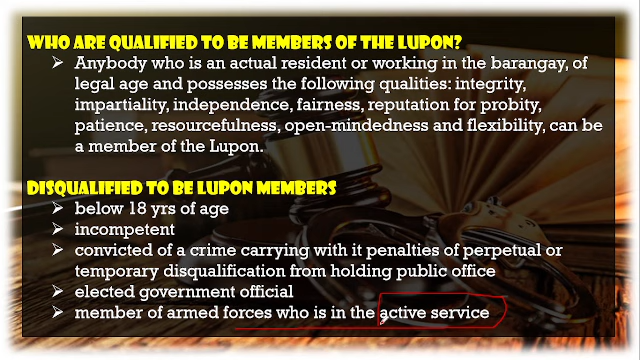 WHO ARE QUALIFIED TO BE MEMBERS OF THE LUPON?
➢ Anybody who is an actual resident or working in the barangay, of
legal age and possesses the following qualities: integrity,
impartiality, independence, fairness, reputation for probity,
patience, resourcefulness, open-mindedness and flexibility, can be
a member of the Lupon.
DISQUALIFIED TO BE LUPON MEMBERS
➢ below 18 yrs of age
➢ incompetent
➢ convicted of a crime carrying with it penalties of perpetual or
temporary disqualification from holding public office
➢ elected government official
➢ member of armed forces who is in the active service